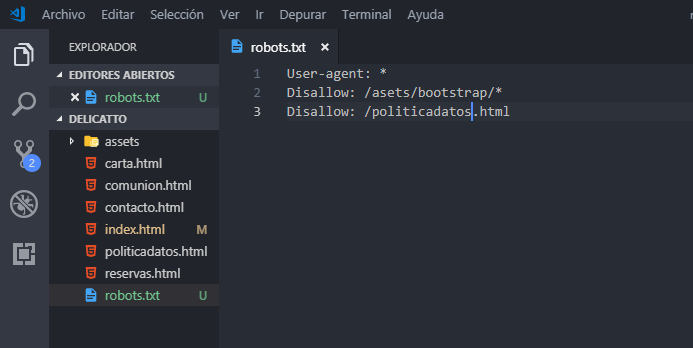 Archivo Editar Selección Ver Ir Depurar Terminal Ayuda
EXPLORADOR
EDITORES ABIERTOS
robots.txt U
DELICATTO
assets
carta.html
comunion.html
contacto.html
index.html M
politicadatos.html
reservas.html
robots.txt U
2
robots.txt
1 User-agent: *
2 Disallow: /asets/bootstrap/*
3 Disallow: /politicadatos.html